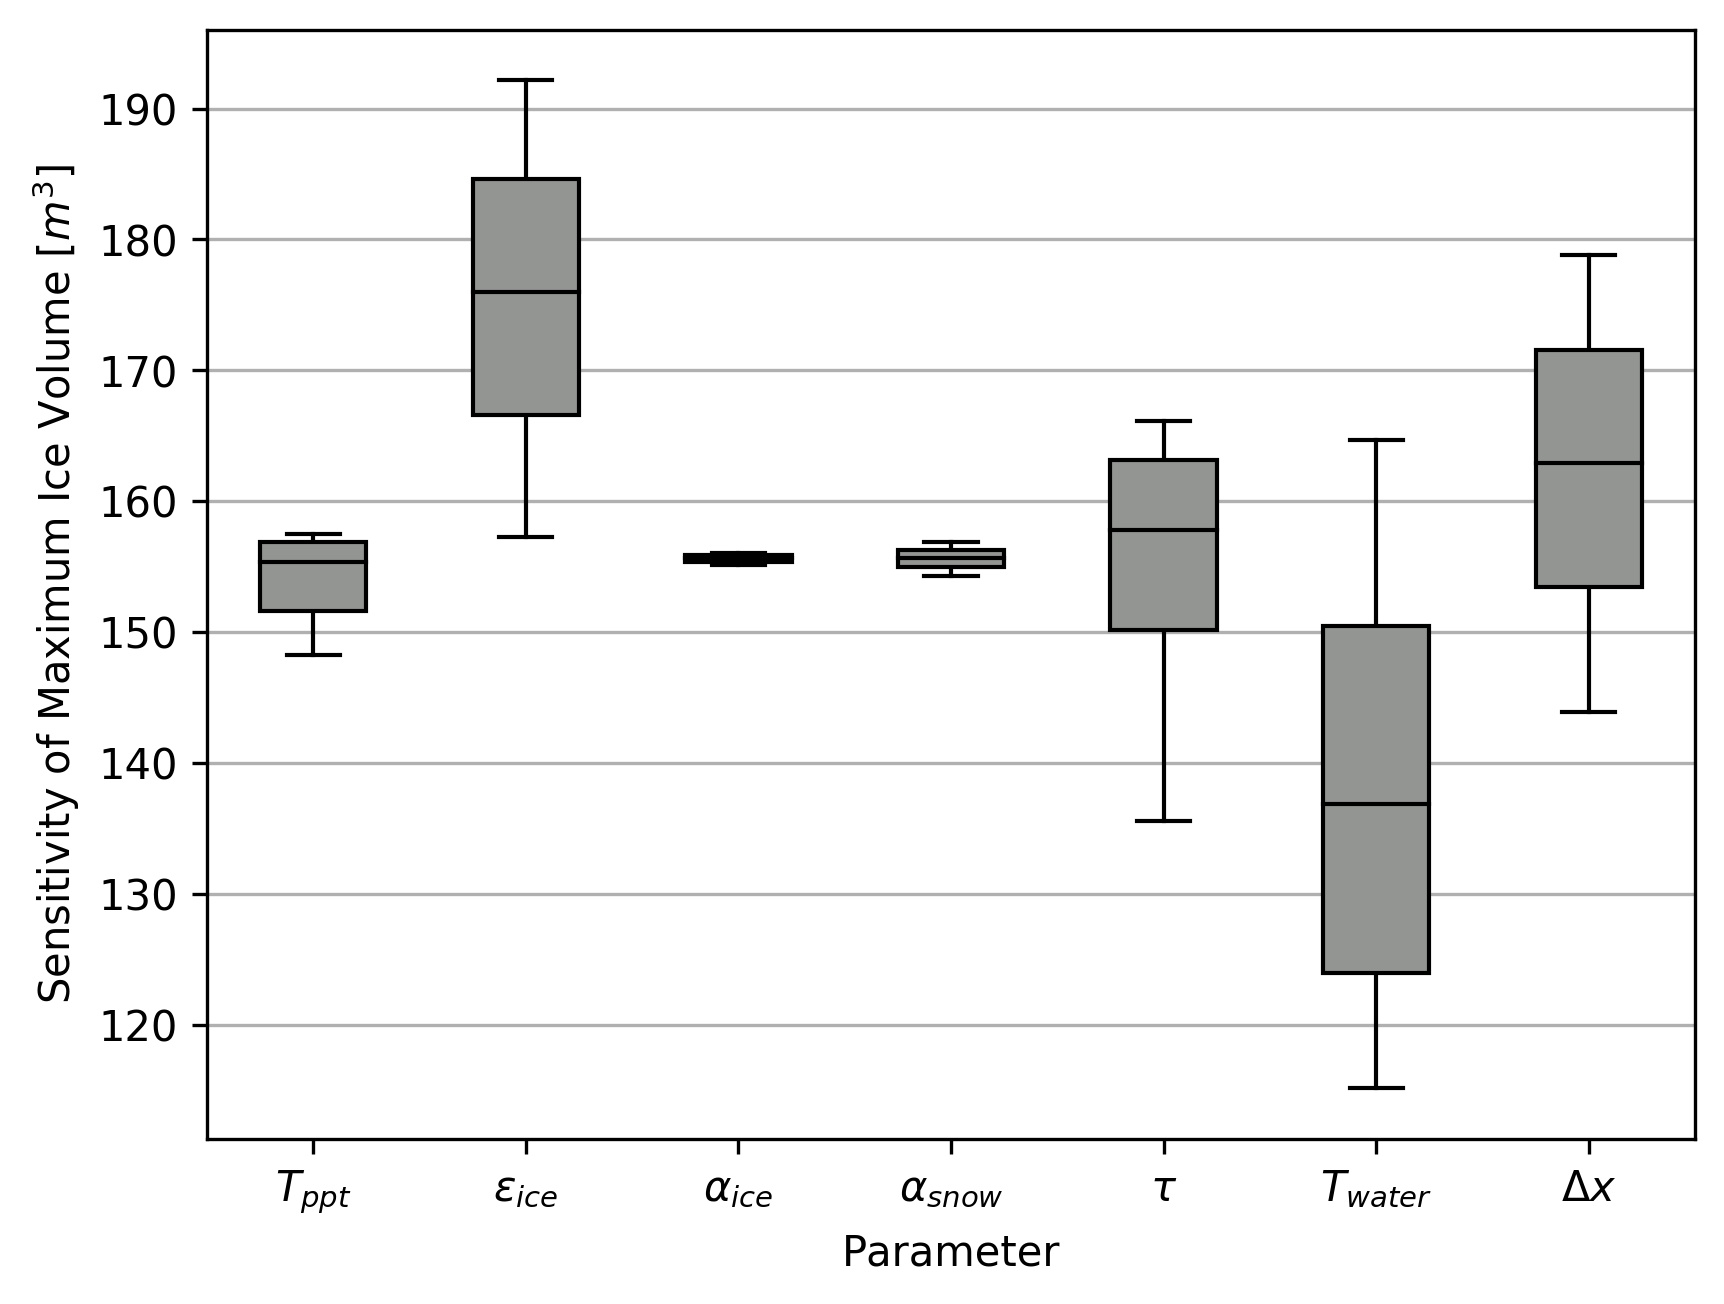 Sensitivity of Maximum Ice Volume [m³]
190
180
170
160
150
140
130
120
T_ppt ε_ice α_ice α_snow τ T_water Δx
Parameter